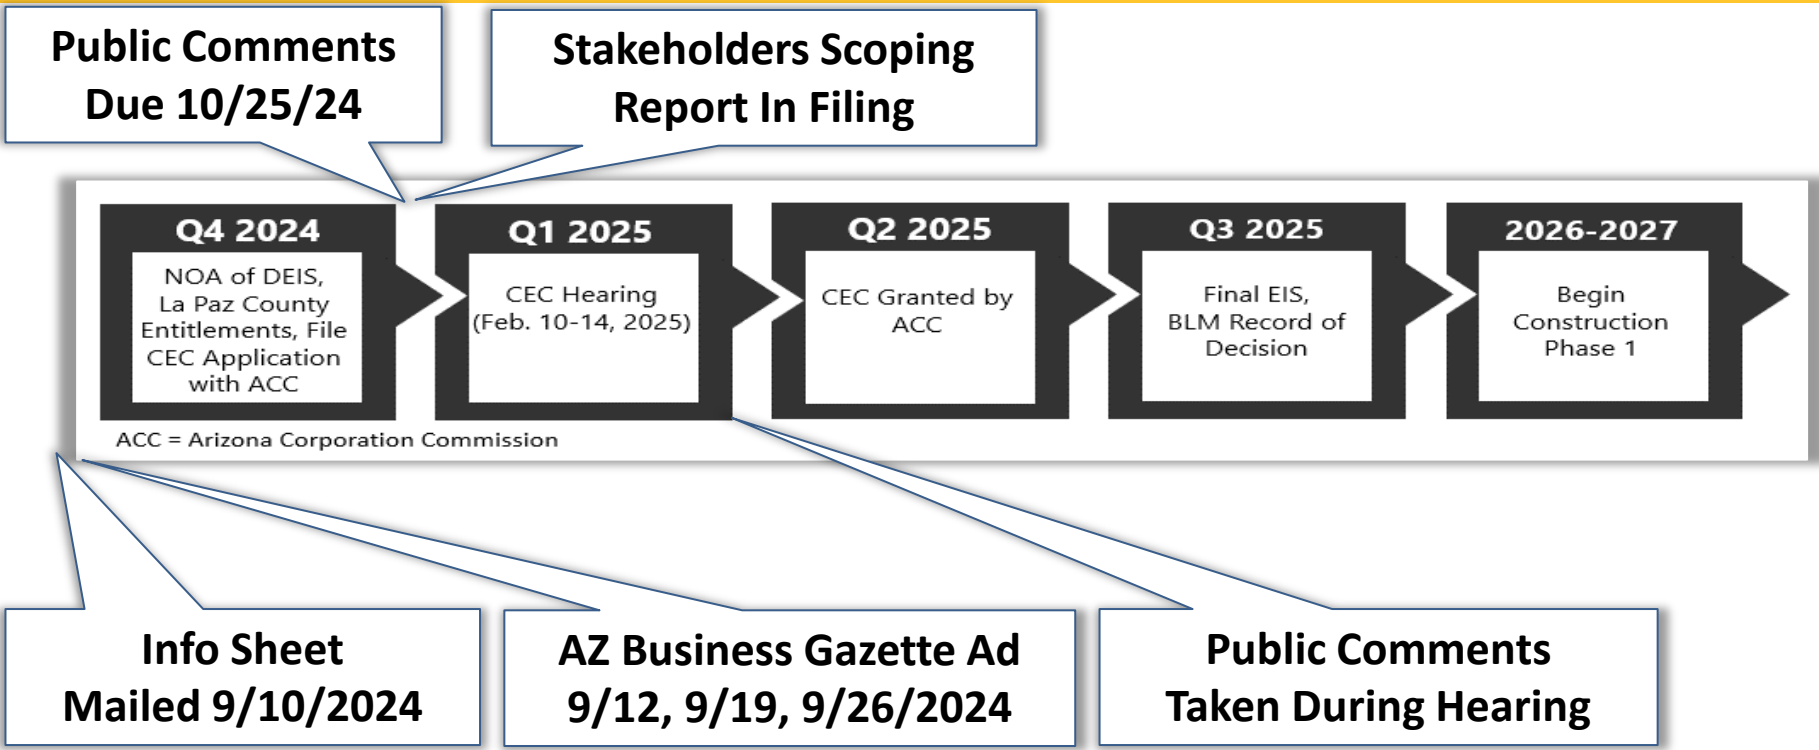 Public Comments
Due 10/25/24
Stakeholders Scoping
Report In Filing
Q4 2024
NOA of DEIS,
La Paz County
Entitlements, File
CEC Application
with ACC
Q1 2025
CEC Hearing
(Feb. 10-14, 2025)
Q2 2025
CEC Granted by
ACC
Q3 2025
Final EIS,
BLM Record of
Decision
2026-2027
Begin
Construction
Phase 1
ACC = Arizona Corporation Commission
Info Sheet
Mailed 9/10/2024
AZ Business Gazette Ad
9/12, 9/19, 9/26/2024
Public Comments
Taken During Hearing